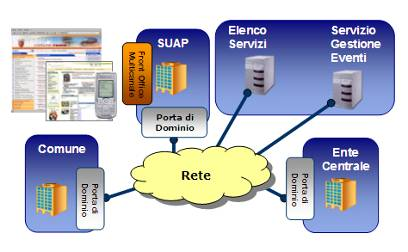 SUAP
Front Office
Multicanale
Porta di
Dominio
Elenco
Servizi
Servizio
Gestione
Eventi
Comune
Porta di
Dominio
Rete
Porta di
Dominio
Ente
Centrale